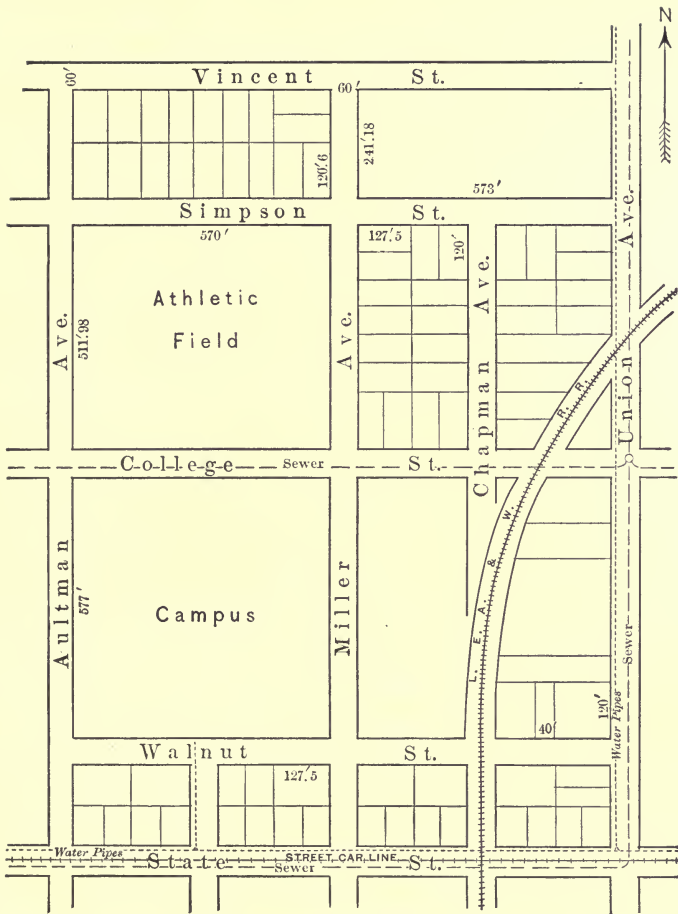 N
Vincent St.
60'
60'
120'.6
241'.18
573'
Simpson St.
570'
127'.5
120'
Athletic
Field
511'.98
Ave.
Ave.
Chapman Ave.
Union Ave.
R. R.
College St.
Sewer
L. E. A. & W.
Aultman
577'
Campus
Miller
Sewer
Water Pipes
120'
40'
Walnut St.
127'.5
Water Pipes
State St.
STREET CAR LINE
Sewer